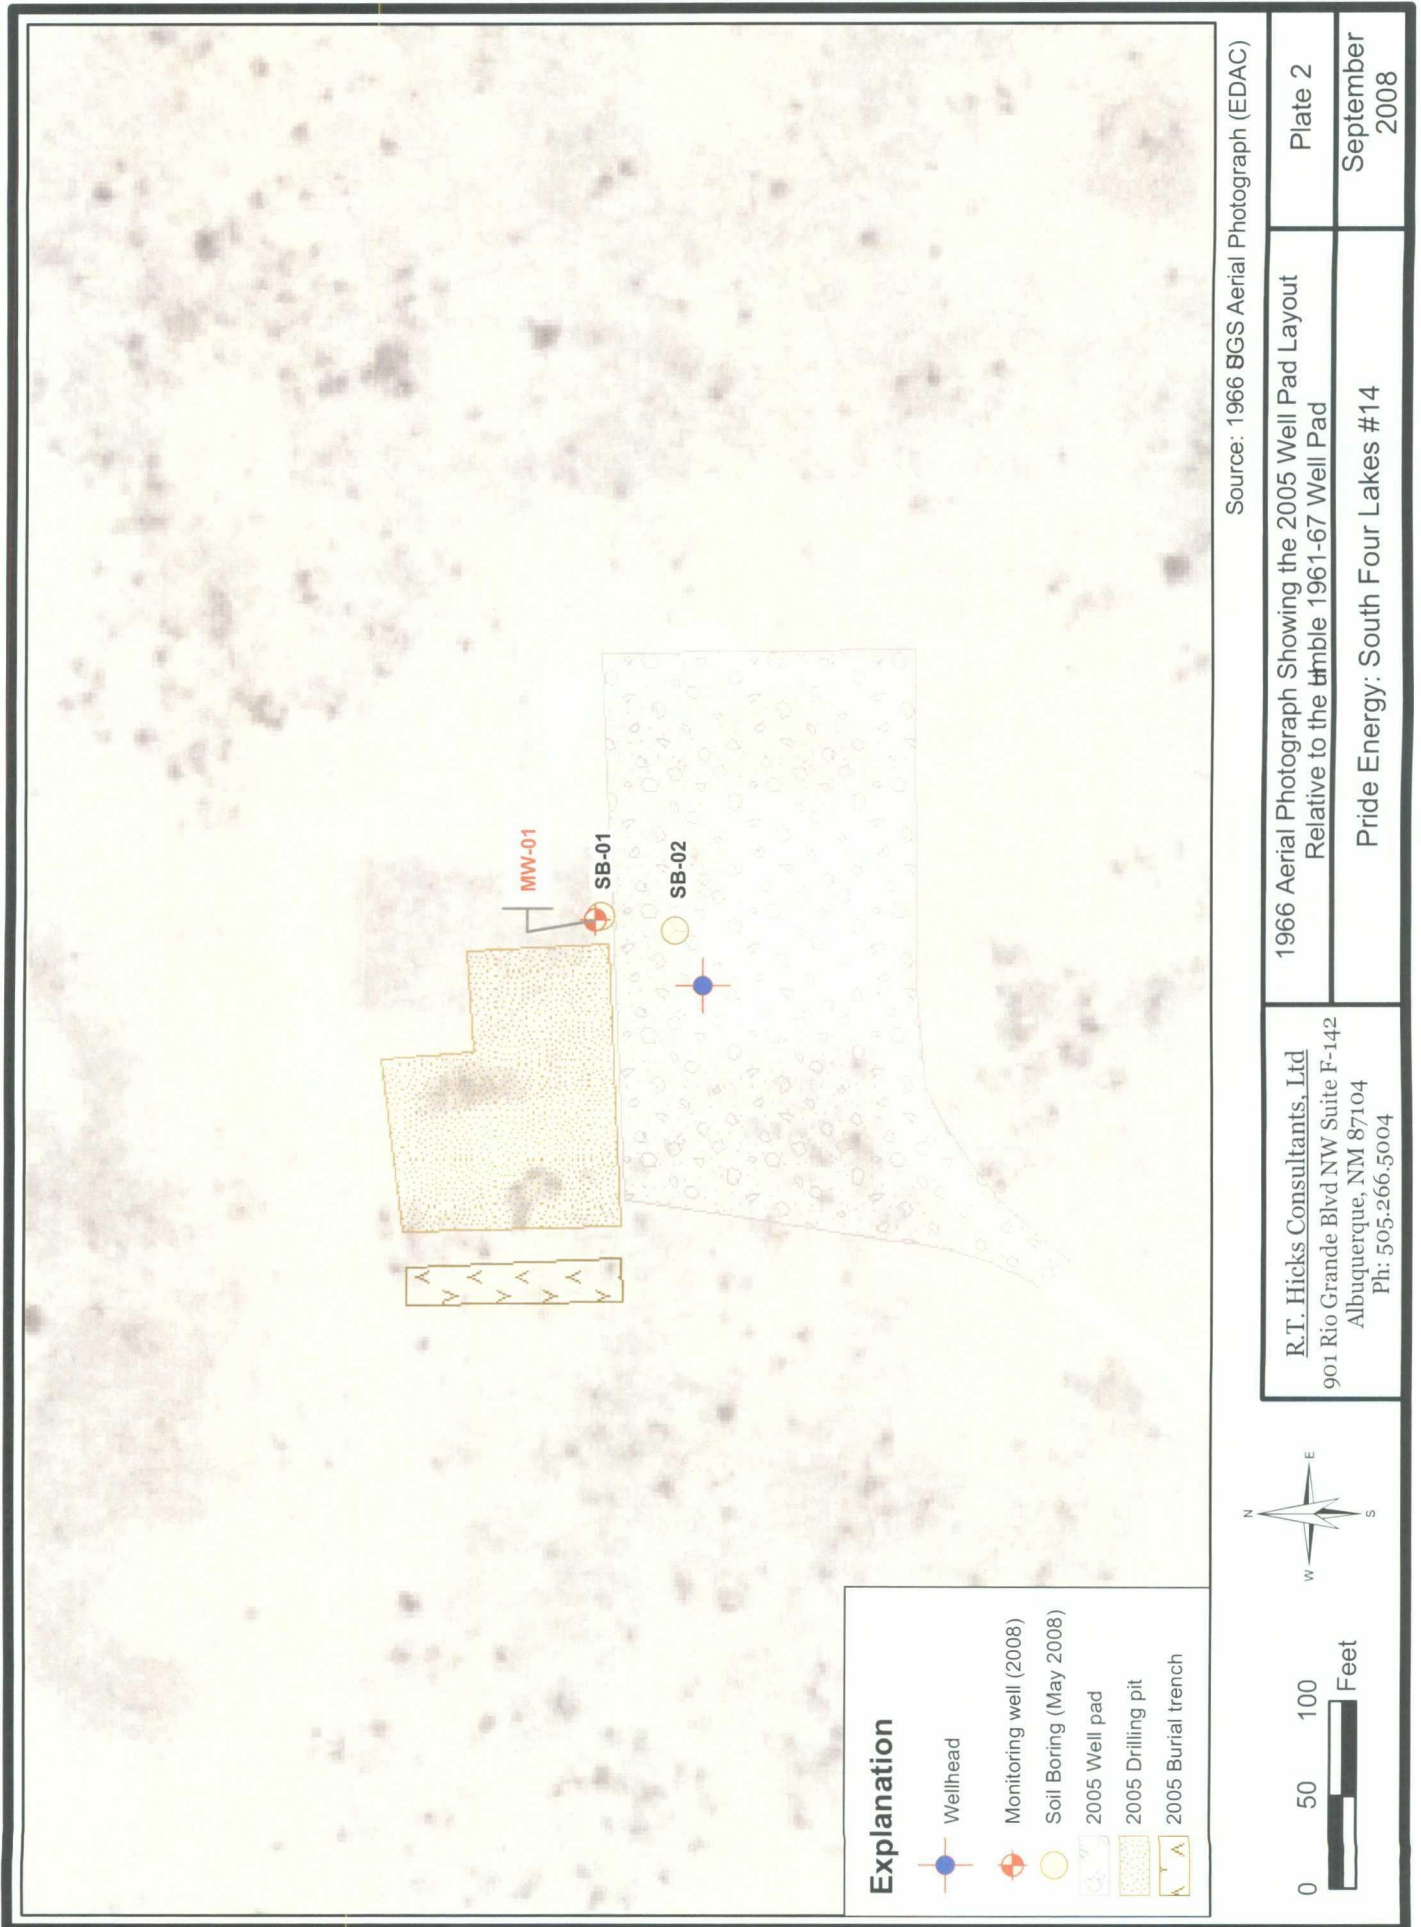 MW-01
SB-01
SB-02
Source: 1966 Aerial Photograph (EDAC)
Explanation
Wellhead
Monitoring well (2008)
Soil Boring (May 2008)
2005 Well pad
2005 Drilling pit
2005 Burial trench
0 50 100
Feet
N
W E
S
R.T. Hicks Consultants, Ltd
901 Rio Grande Blvd NW Suite F-142
Albuquerque, NM 87104
Ph: 505.266.5004
1966 Aerial Photograph Showing the 2005 Well Pad Layout
Relative to the 1961-67 Well Pad
Pride Energy: South Four Lakes #14
Plate 2
September
2008